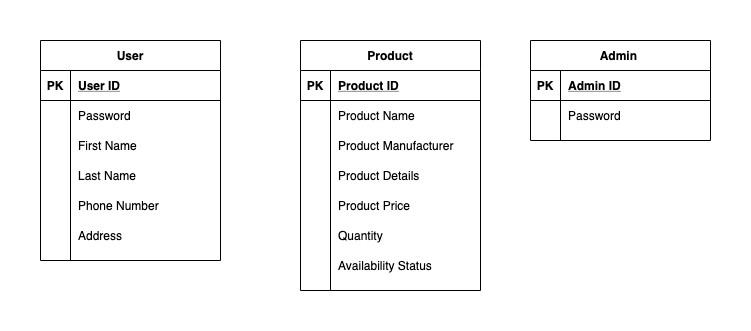 User
PK User ID
Password
First Name
Last Name
Phone Number
Address
Product
PK Product ID
Product Name
Product Manufacturer
Product Details
Product Price
Quantity
Availability Status
Admin
PK Admin ID
Password